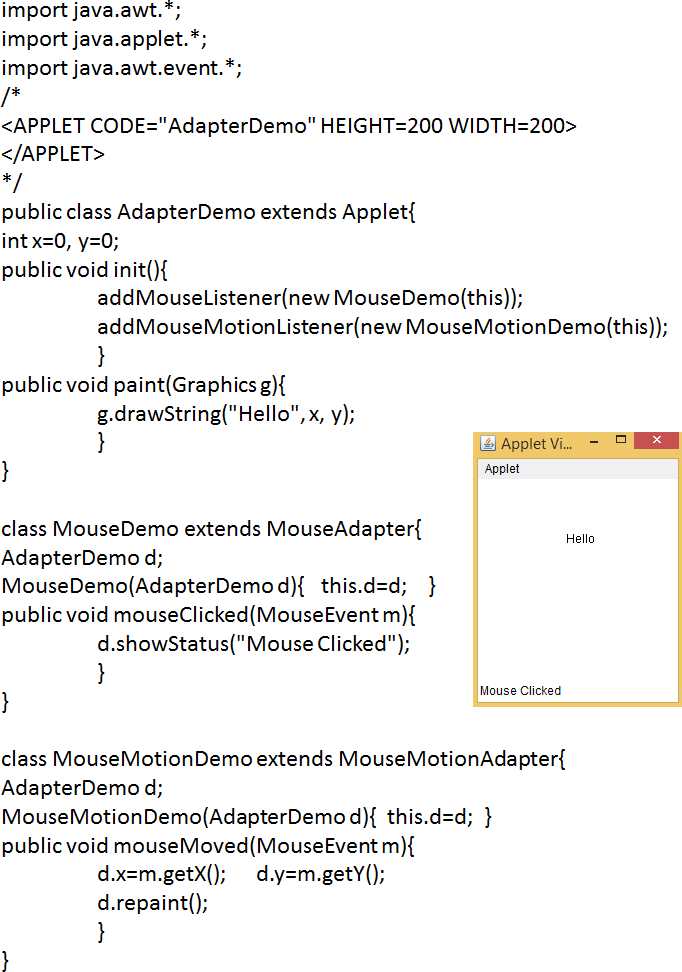 import java.awt.*;
import java.applet.*;
import java.awt.event.*;
/*
<APPLET CODE="AdapterDemo" HEIGHT=200 WIDTH=200>
</APPLET>
*/
public class AdapterDemo extends Applet{
int x=0, y=0;
public void init(){
addMouseListener(new MouseDemo(this));
addMouseMotionListener(new MouseMotionDemo(this));
}
public void paint(Graphics g){
g.drawString("Hello", x, y);
}
}
class MouseDemo extends MouseAdapter{
AdapterDemo d;
MouseDemo(AdapterDemo d){ this.d=d; }
public void mouseClicked(MouseEvent m){
d.showStatus("Mouse Clicked");
}
}
class MouseMotionDemo extends MouseMotionAdapter{
AdapterDemo d;
MouseMotionDemo(AdapterDemo d){ this.d=d; }
public void mouseMoved(MouseEvent m){
d.x=m.getX(); d.y=m.getY();
d.repaint();
}
}
Applet Vi...
Applet
Hello
Mouse Clicked